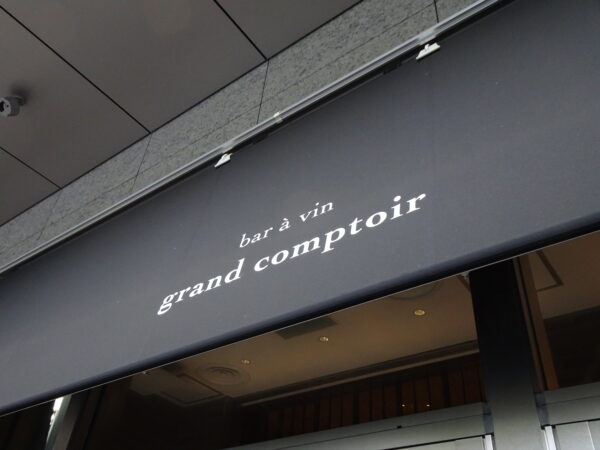 bar à vin
grand comptoir